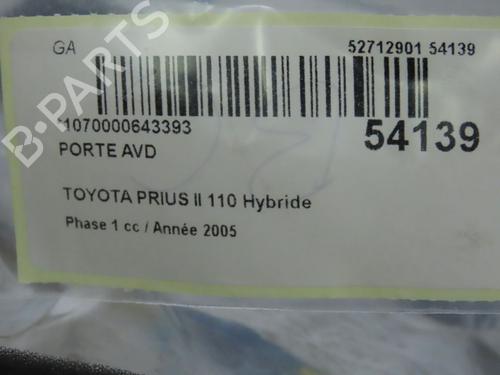 GA
52712901 54139
*1070000643393
54139
PORTE AVD
TOYOTA PRIUS II 110 Hybride
Phase 1 cc / Année 2005
B-PARTS